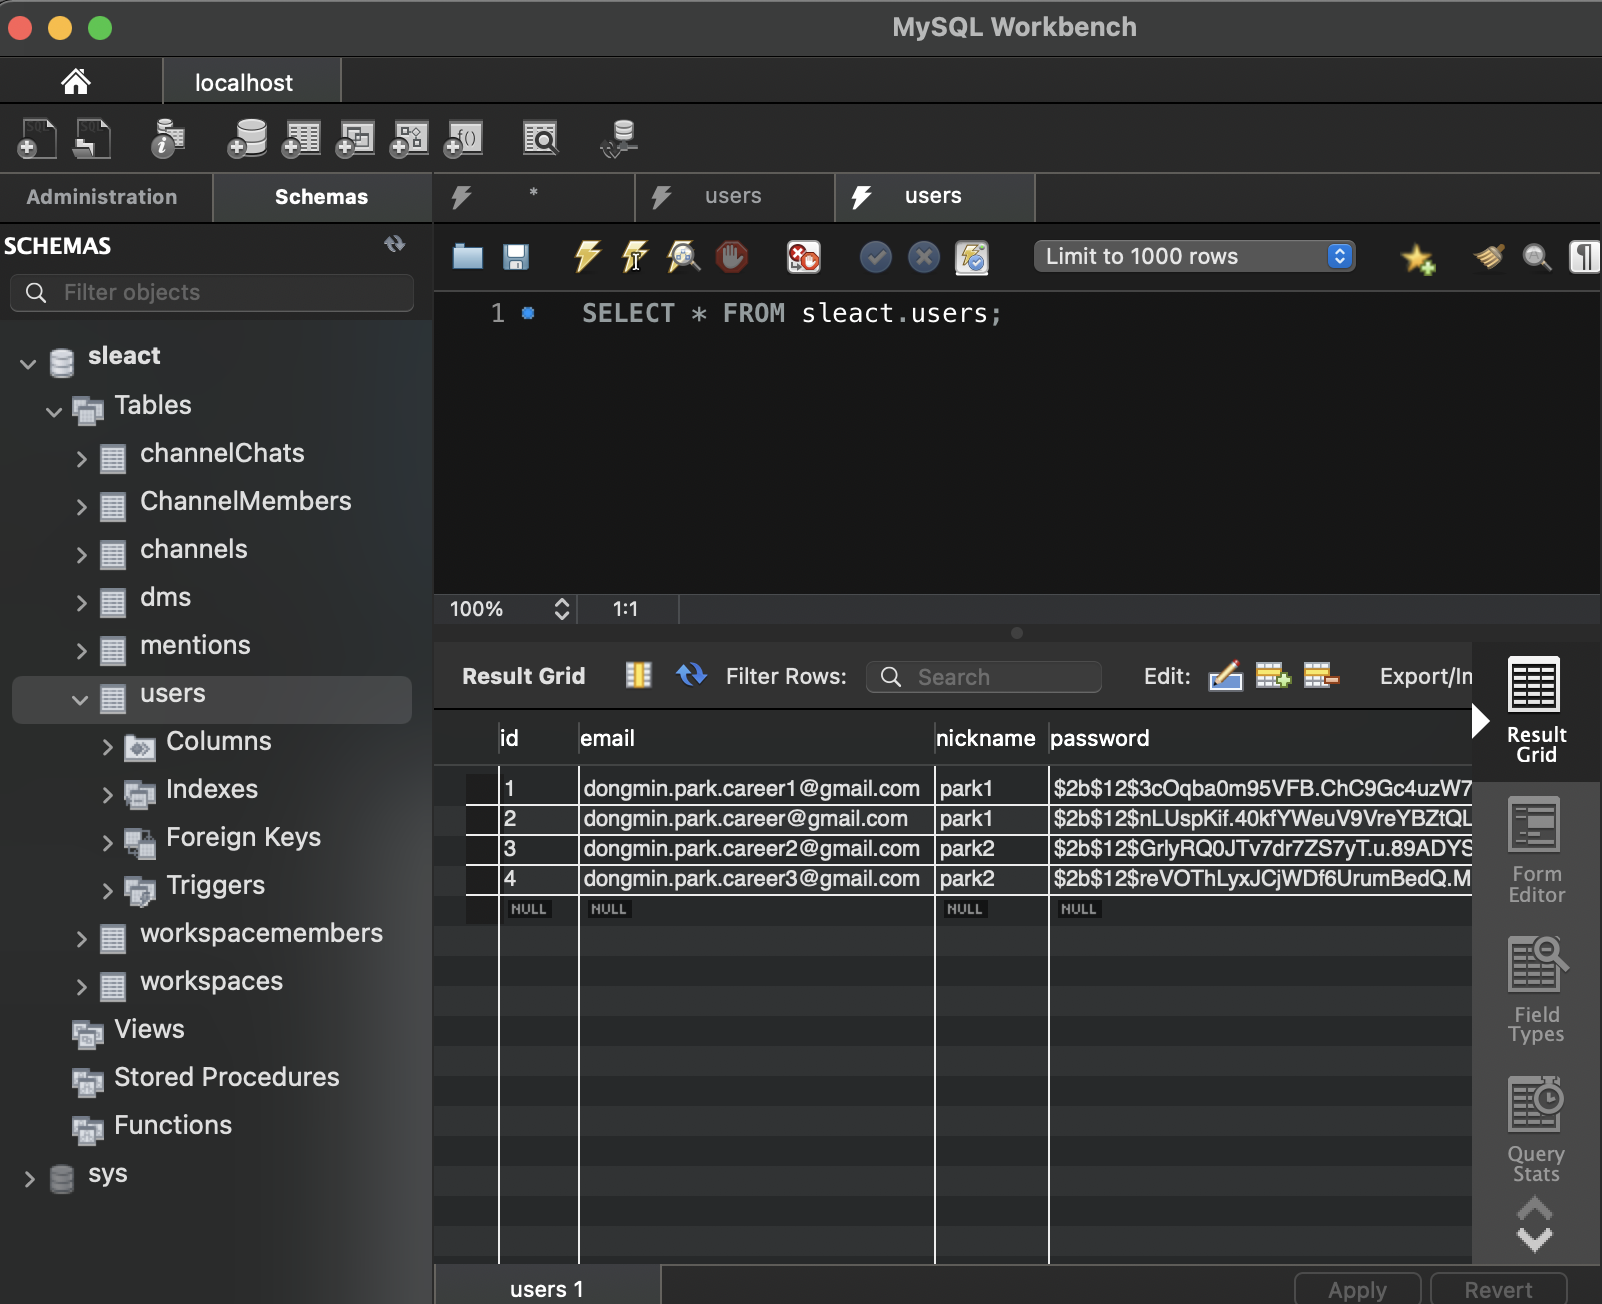 MySQL Workbench
localhost
Administration
Schemas
*
users
users
SCHEMAS
Filter objects
Limit to 1000 rows
1 SELECT * FROM sleact.users;
sleact
Tables
channelChats
ChannelMembers
channels
dms
mentions
users
Columns
Indexes
Foreign Keys
Triggers
workspacemembers
workspaces
Views
Stored Procedures
Functions
sys
100% 1:1
Result Grid Filter Rows: Search Edit: Export/Im
id email nickname password
1 dongmin.park.career1@gmail.com park1 $2b$12$3cOqba0m95VFB.ChC9Gc4uzW7
2 dongmin.park.career@gmail.com park1 $2b$12$nLUspKif.40kfYWeuV9VreYBZtQL
3 dongmin.park.career2@gmail.com park2 $2b$12$GrlyRQ0JTv7dr7ZS7yT.u.89ADYS
4 dongmin.park.career3@gmail.com park2 $2b$12$reVOThLyxJCjWDf6UrumBedQ.M
NULL NULL NULL NULL
Result
Grid
Form
Editor
Field
Types
Query
Stats
users 1
Apply Revert